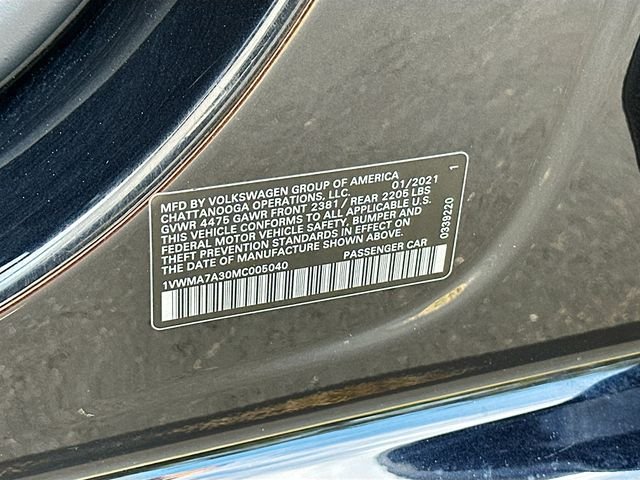 MFD BY VOLKSWAGEN GROUP OF AMERICA
CHATTANOOGA OPERATIONS, LLC. 01/2021
GVWR 4475 GAWR FRONT 2381 / REAR 2205 LBS
THIS VEHICLE CONFORMS TO ALL APPLICABLE U.S.
FEDERAL MOTOR VEHICLE SAFETY, BUMPER AND
THEFT PREVENTION STANDARDS IN EFFECT ON
THE DATE OF MANUFACTURE SHOWN ABOVE.
1VWMA7A30MC005040 PASSENGER CAR
0339220 1